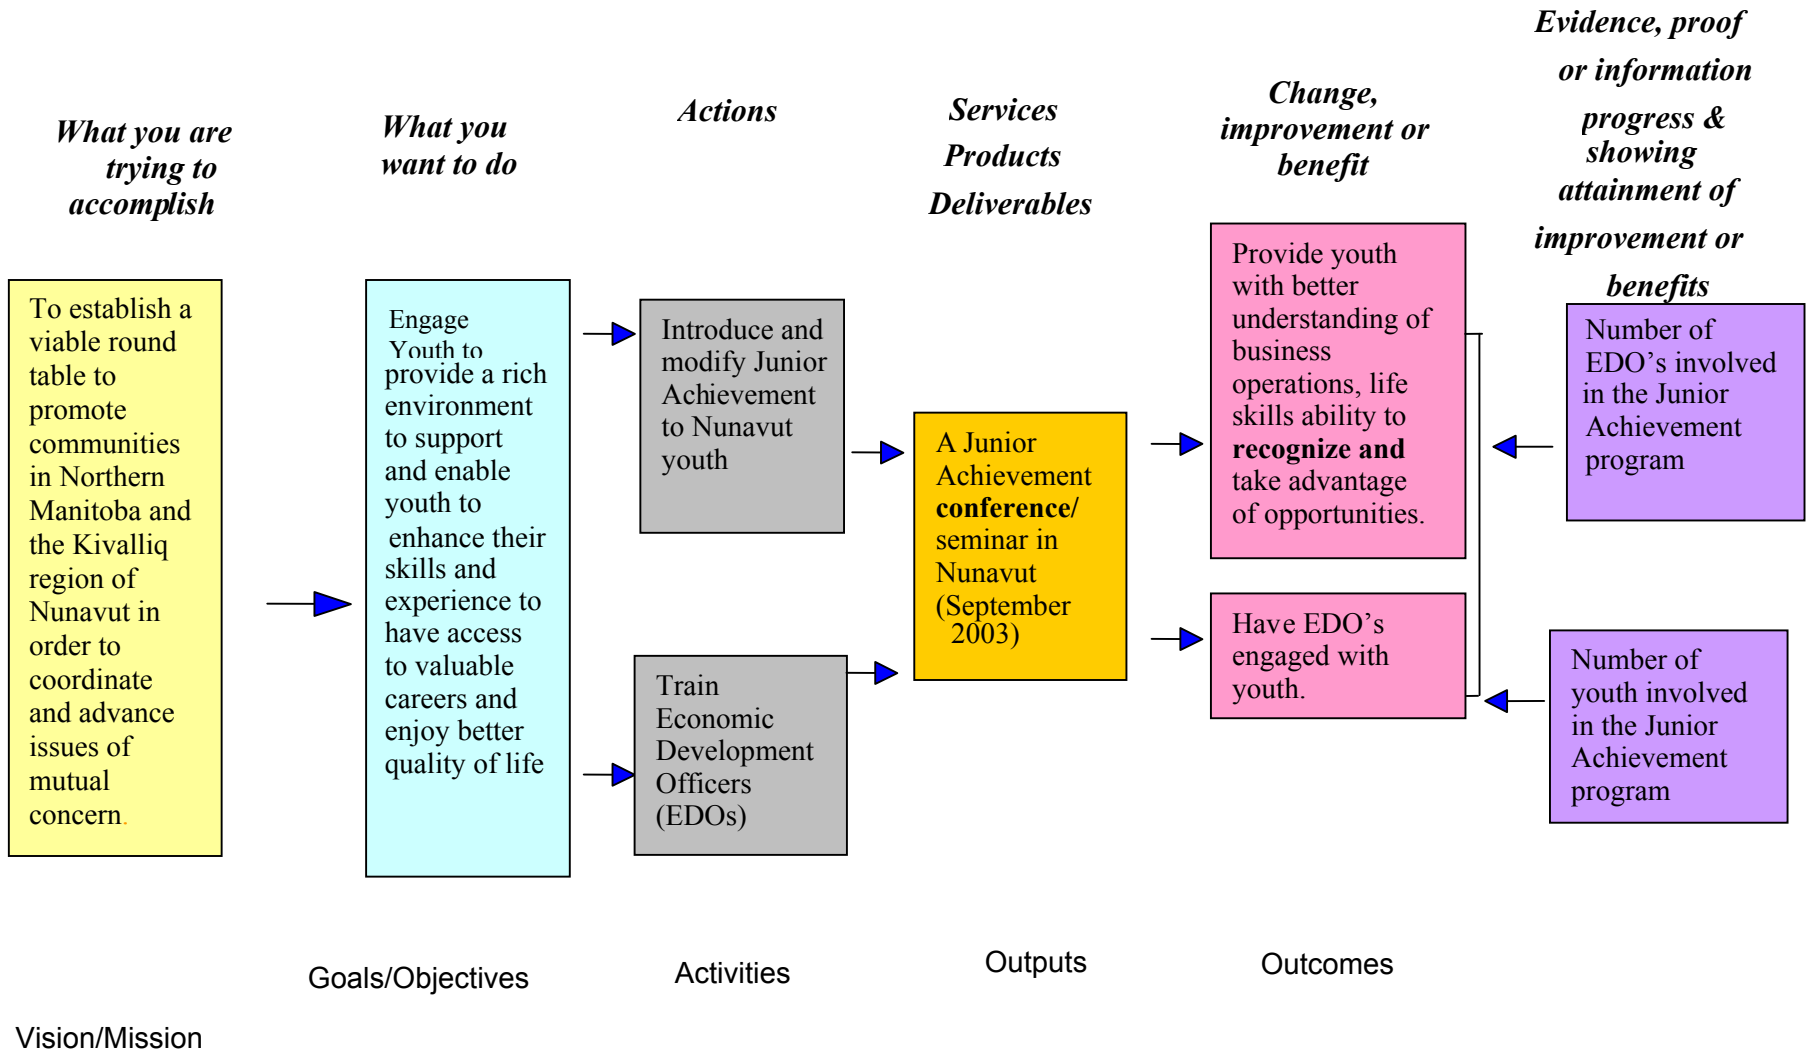 What you are
trying to
accomplish
What you
want to do
Actions
Services
Products
Deliverables
Change,
improvement or
benefit
Evidence, proof
or information
progress &
showing
attainment of
improvement or
benefits
To establish a
viable round
table to
promote
communities
in Northern
Manitoba and
the Kivalliq
region of
Nunavut in
order to
coordinate
and advance
issues of
mutual
concern.
Engage
Youth to
provide a rich
environment
to support
and enable
youth to
enhance their
skills and
experience to
have access
to valuable
careers and
enjoy better
quality of life
Introduce and
modify Junior
Achievement
to Nunavut
youth
Train
Economic
Development
Officers
(EDOs)
A Junior
Achievement
conference/
seminar in
Nunavut
(September
2003)
Provide youth
with better
understanding of
business
operations, life
skills ability to
recognize and
take advantage
of opportunities.
Have EDO's
engaged with
youth.
Number of
EDO's involved
in the Junior
Achievement
program
Number of
youth involved
in the Junior
Achievement
program
Goals/Objectives
Activities
Outputs
Outcomes
Vision/Mission